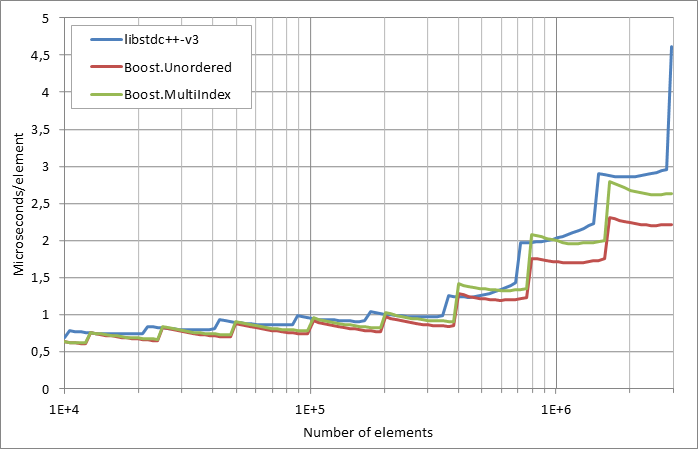 5
4,5
4
3,5
3
2,5
2
1,5
1
0,5
0
Microseconds/element
libstdc++-v3
Boost.Unordered
Boost.MultiIndex
1E+4
1E+5
1E+6
Number of elements